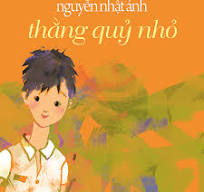 nguyễn nhật ánh
thằng quỷ nhỏ